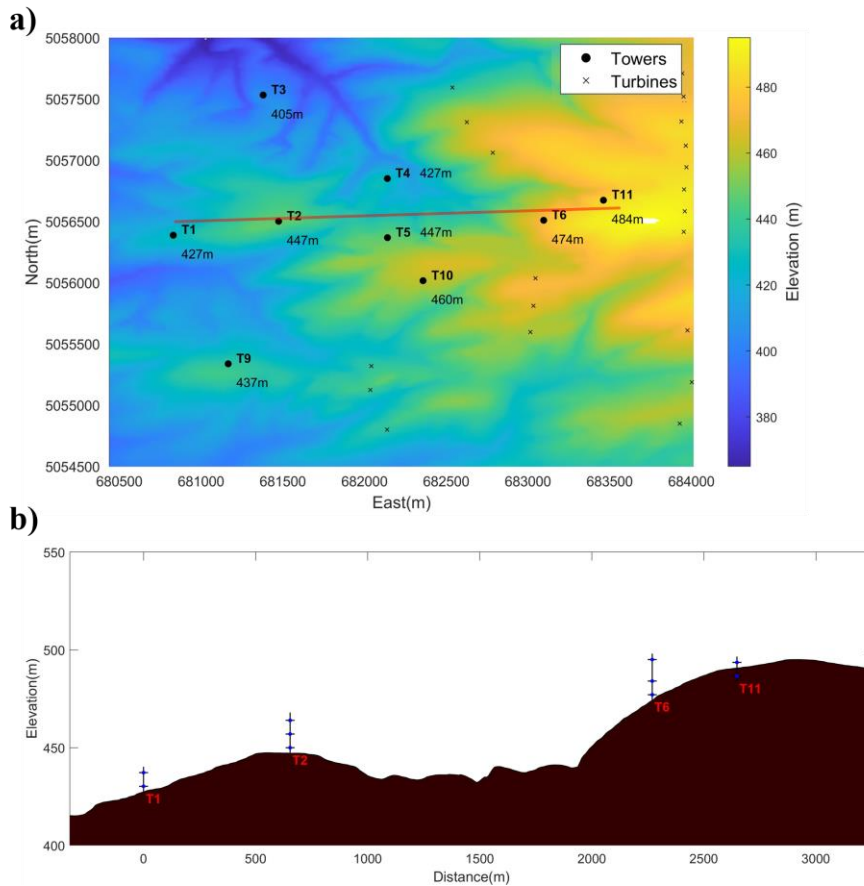 a)
5058000
5057500
5057000
5056500
5056000
5055500
5055000
5054500
North(m)
680500 681000 681500 682000 682500 683000 683500 684000
East(m)
Towers
Turbines
T3
405m
T4 427m
T11
484m
T2
447m
T6
474m
T1
427m
T5 447m
T10
460m
T9
437m
480
460
440
420
400
380
Elevation (m)
b)
550
500
450
400
Elevation(m)
T1
T2
T6
T11
0 500 1000 1500 2000 2500 3000
Distance(m)